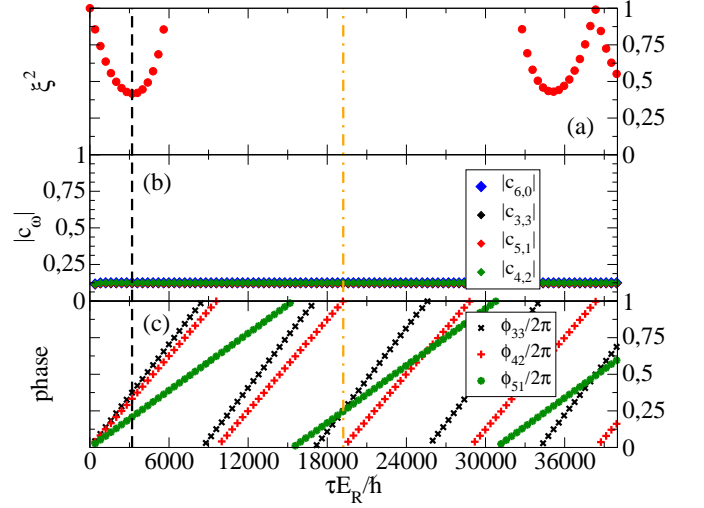 ξ²
1
0,75
0,5
0,25
0
(a)
|c_ω|
1
0,75
0,5
0,25
0
(b)
|c_{6,0}|
|c_{3,3}|
|c_{5,1}|
|c_{4,2}|
phase
1
0,75
0,5
0,25
0
(c)
ϕ_{33}/2π
ϕ_{42}/2π
ϕ_{51}/2π
0 6000 12000 18000 24000 30000 36000
τE_R/ħ